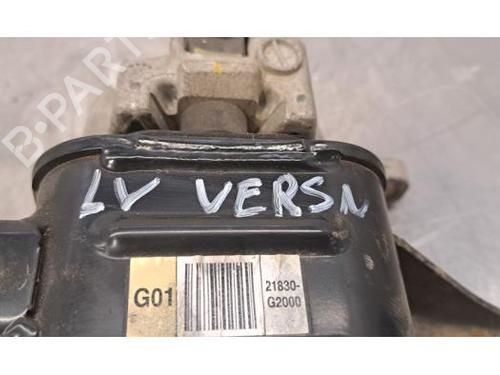 B-PARTS
LV VERSN
G01
21830-
G2000